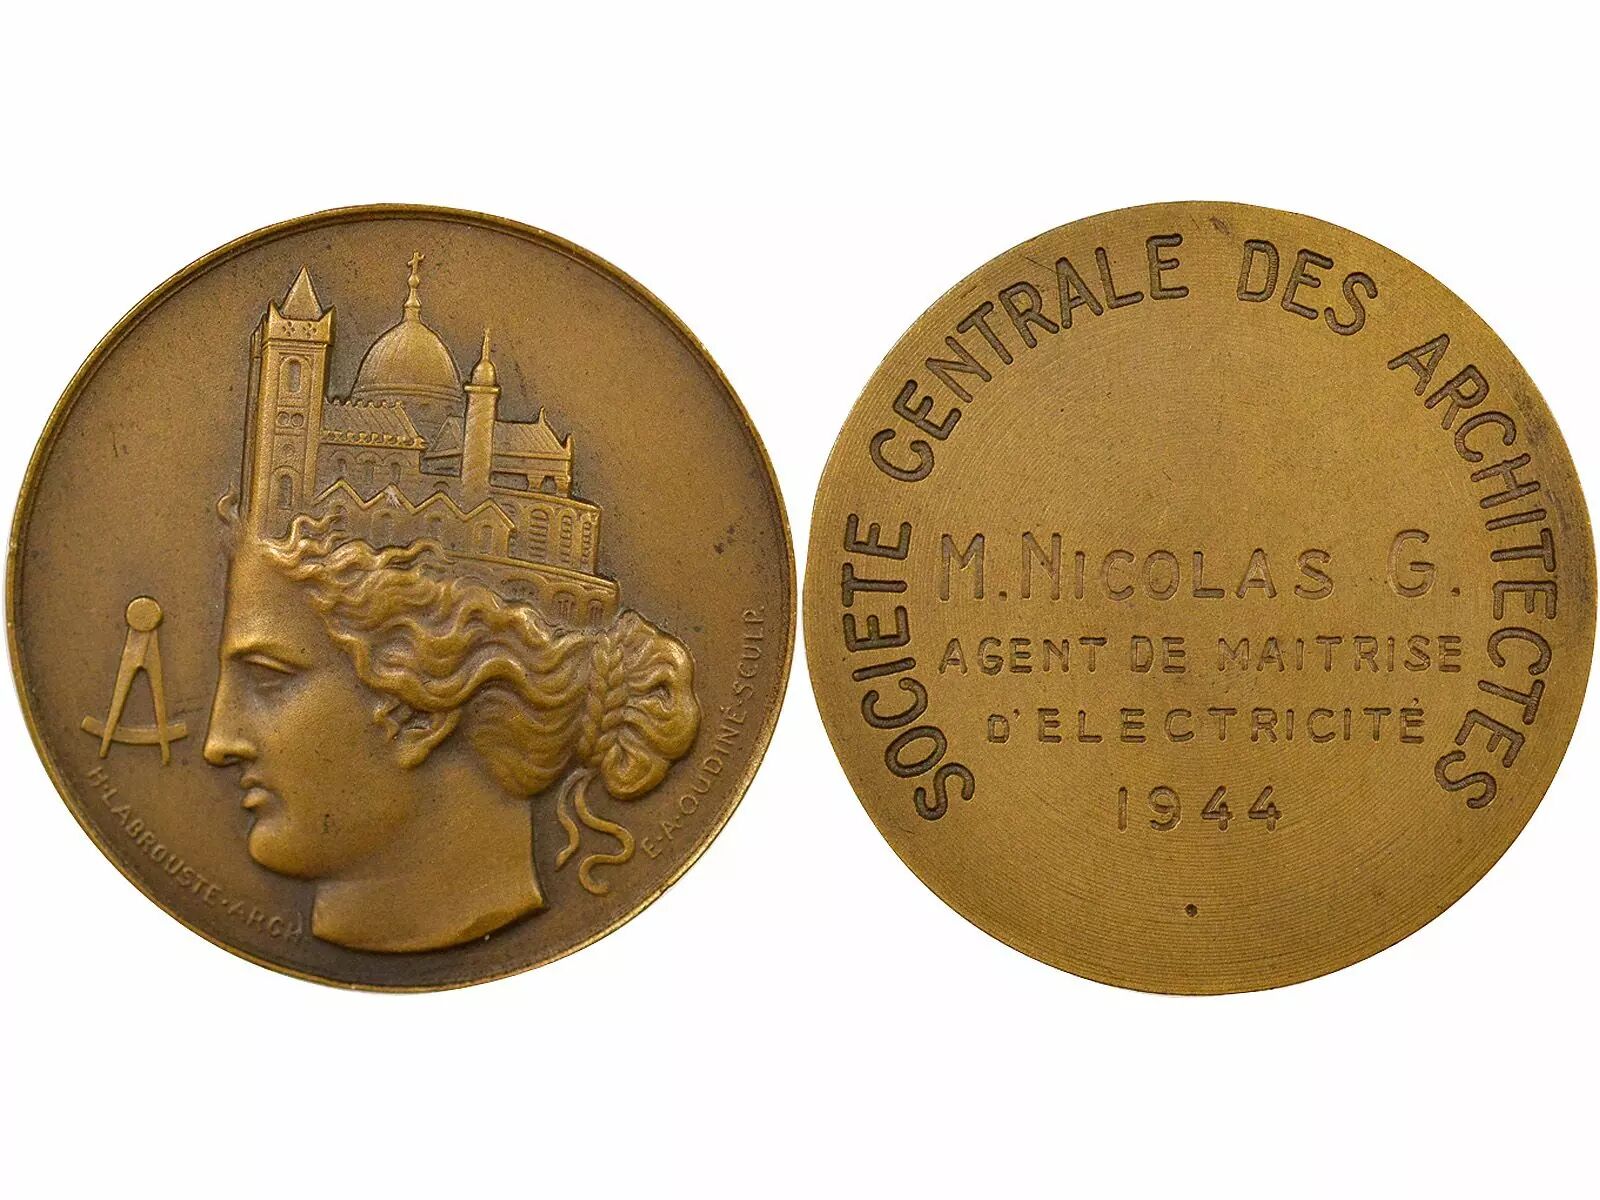 H·LABROUSTE·ARCH.
E·A·OUDINÉ·SCULP.
SOCIETE CENTRALE DES ARCHITECTES
M. NICOLAS G.
AGENT DE MAITRISE
D'ELECTRICITÉ
1944